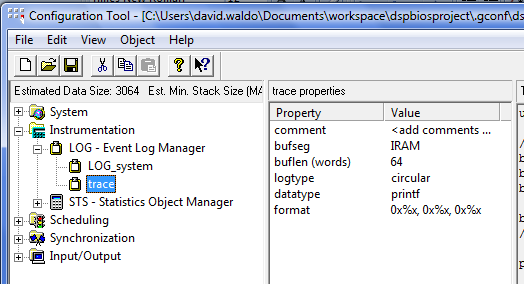 Configuration Tool - [C:\Users\david.waldo\Documents\workspace\dspbiosproject\.gconf\ds
File Edit View Object Help
Estimated Data Size: 3064 Est. Min. Stack Size (MA
trace properties
System
Instrumentation
LOG - Event Log Manager
LOG_system
trace
STS - Statistics Object Manager
Scheduling
Synchronization
Input/Output
Property Value
comment <add comments ...
bufseg IRAM
buflen (words) 64
logtype circular
datatype printf
format 0x%x, 0x%x, 0x%x